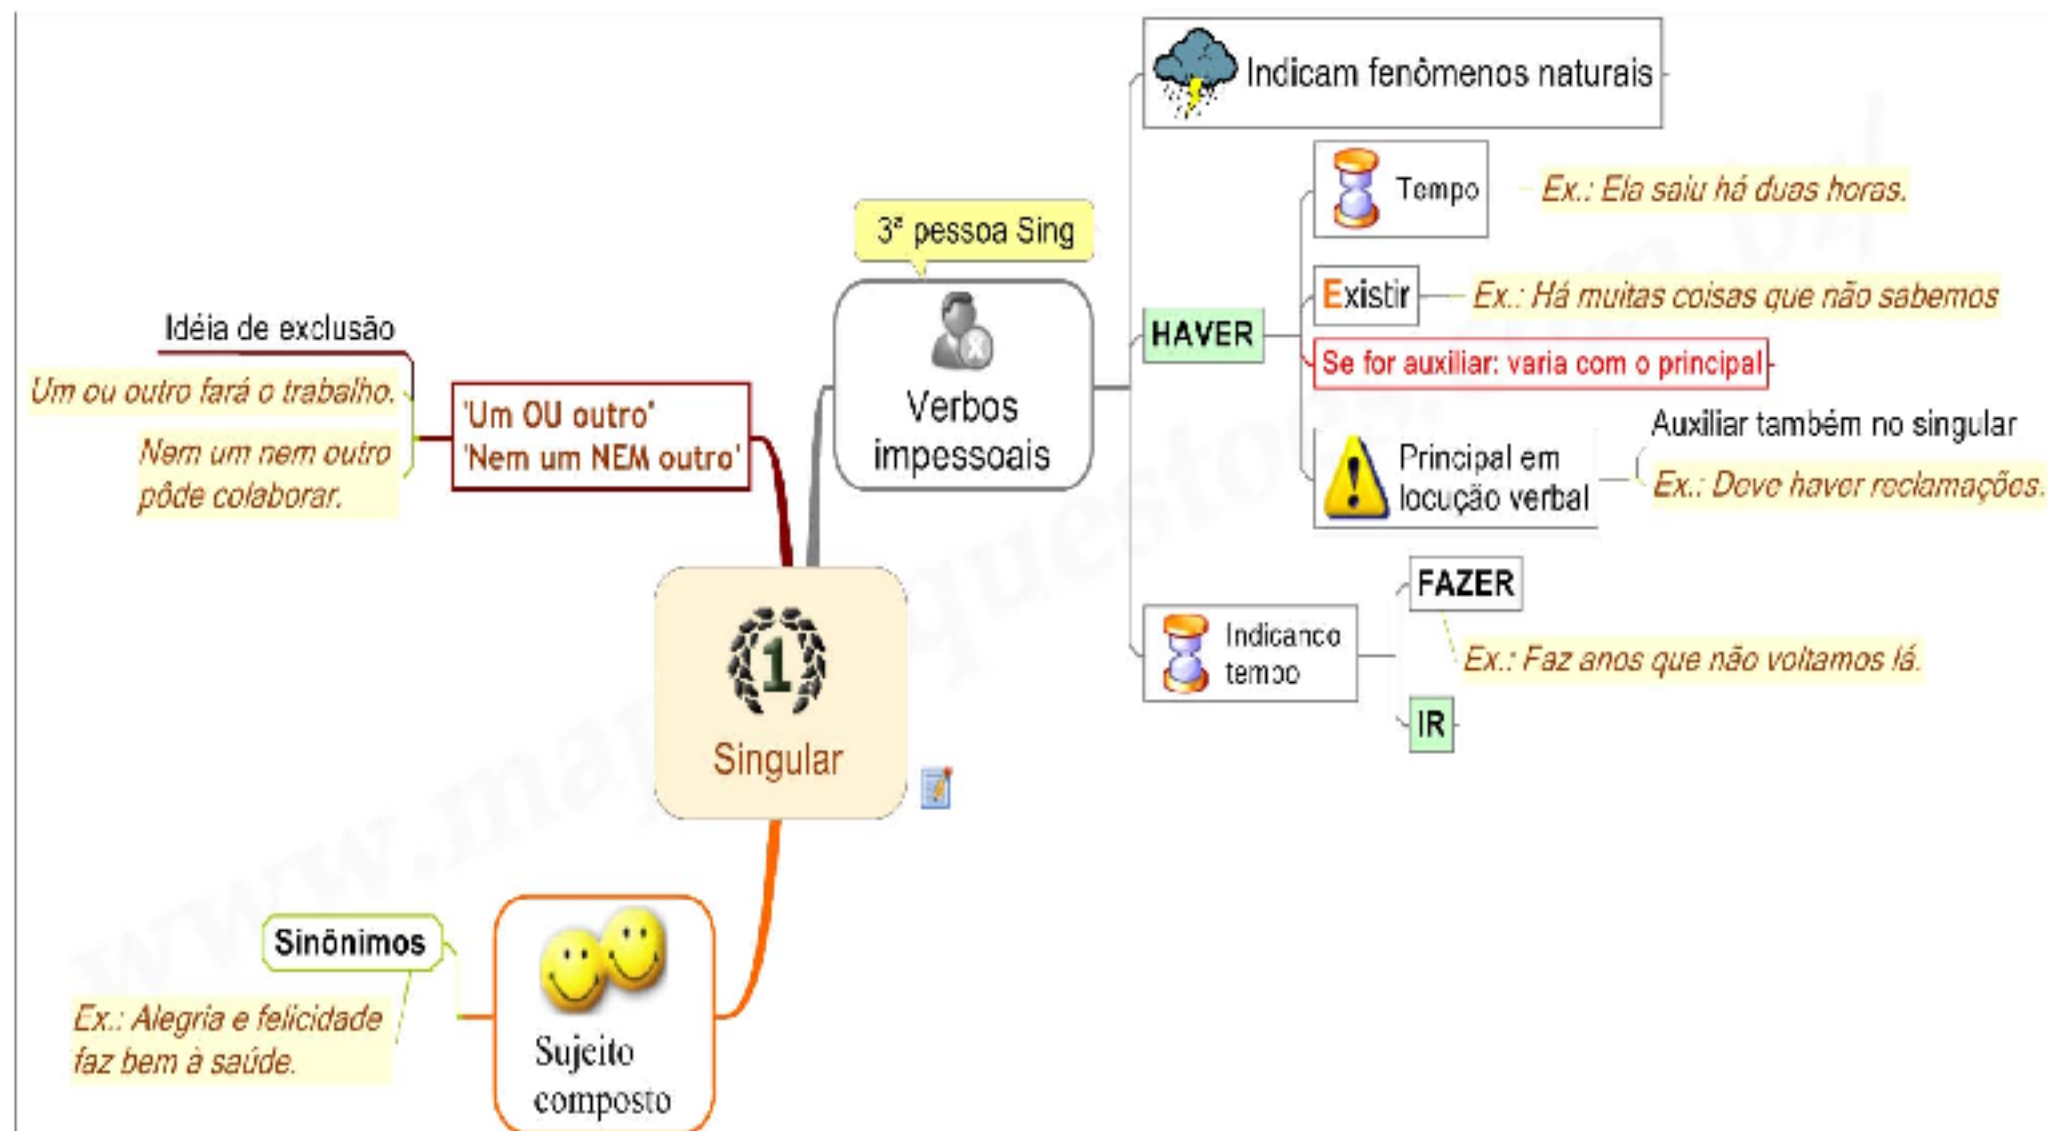 Indicam fenômenos naturais
Tempo
Ex.: Ela saiu há duas horas.
3ª pessoa Sing
Existir
Ex.: Há muitas coisas que não sabemos
HAVER
Se for auxiliar: varia com o principal
Verbos
impessoais
Principal em
locução verbal
Auxiliar também no singular
Ex.: Deve haver reclamações.
Indicanco
tempo
FAZER
Ex.: Faz anos que não voltamos lá.
IR
Idéia de exclusão
Um ou outro fará o trabalho.
Nem um nem outro
pôde colaborar.
'Um OU outro'
'Nem um NEM outro'
1
Singular
Sinônimos
Ex.: Alegria e felicidade
faz bem à saúde.
Sujeito
composto